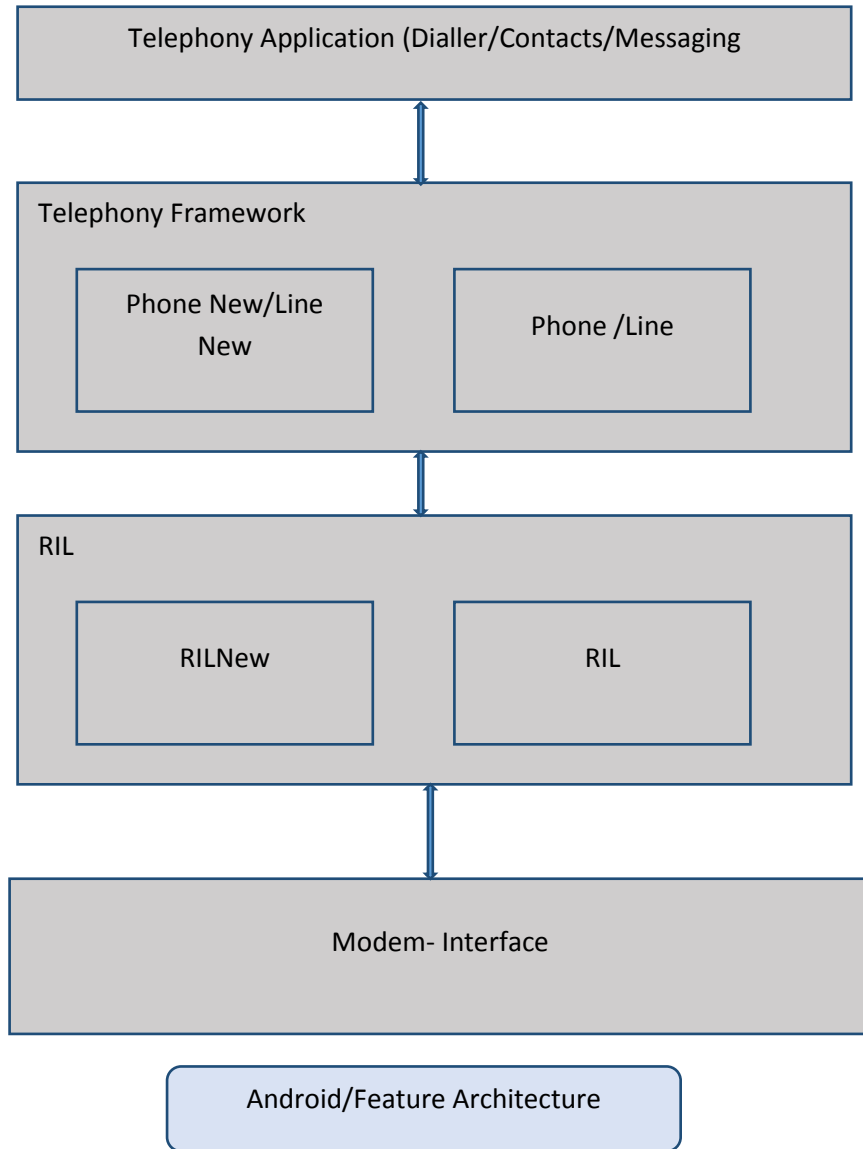 Telephony Application (Dialler/Contacts/Messaging
Telephony Framework
Phone New/Line
New
Phone /Line
RIL
RILNew
RIL
Modem- Interface
Android/Feature Architecture